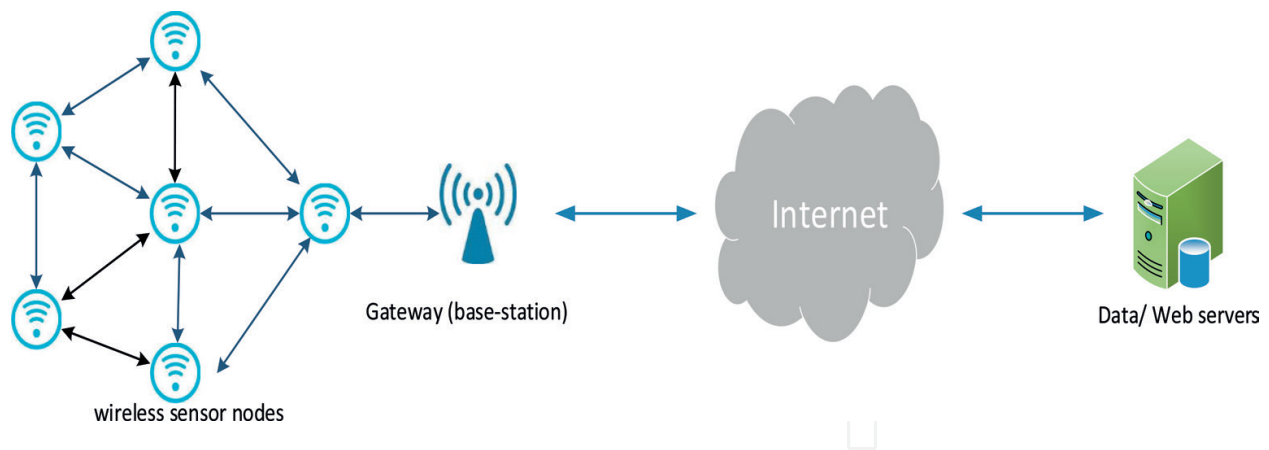 Internet
Gateway (base-station)
Data/ Web servers
wireless sensor nodes